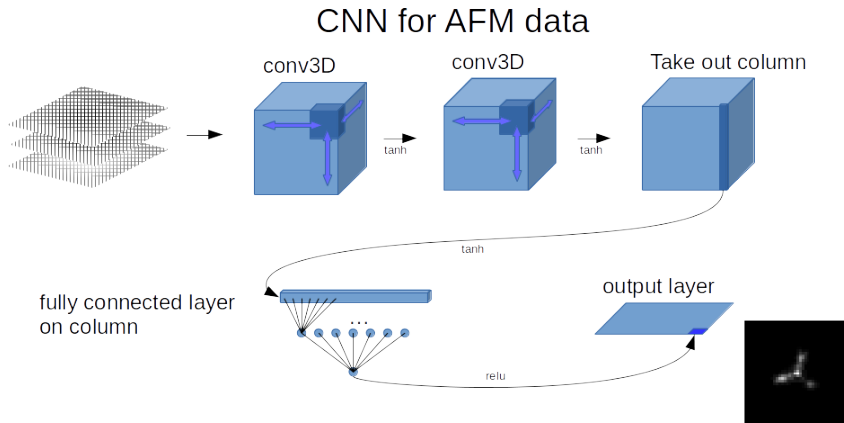 CNN for AFM data
conv3D
conv3D
Take out column
tanh
tanh
tanh
fully connected layer
on column
...
output layer
relu